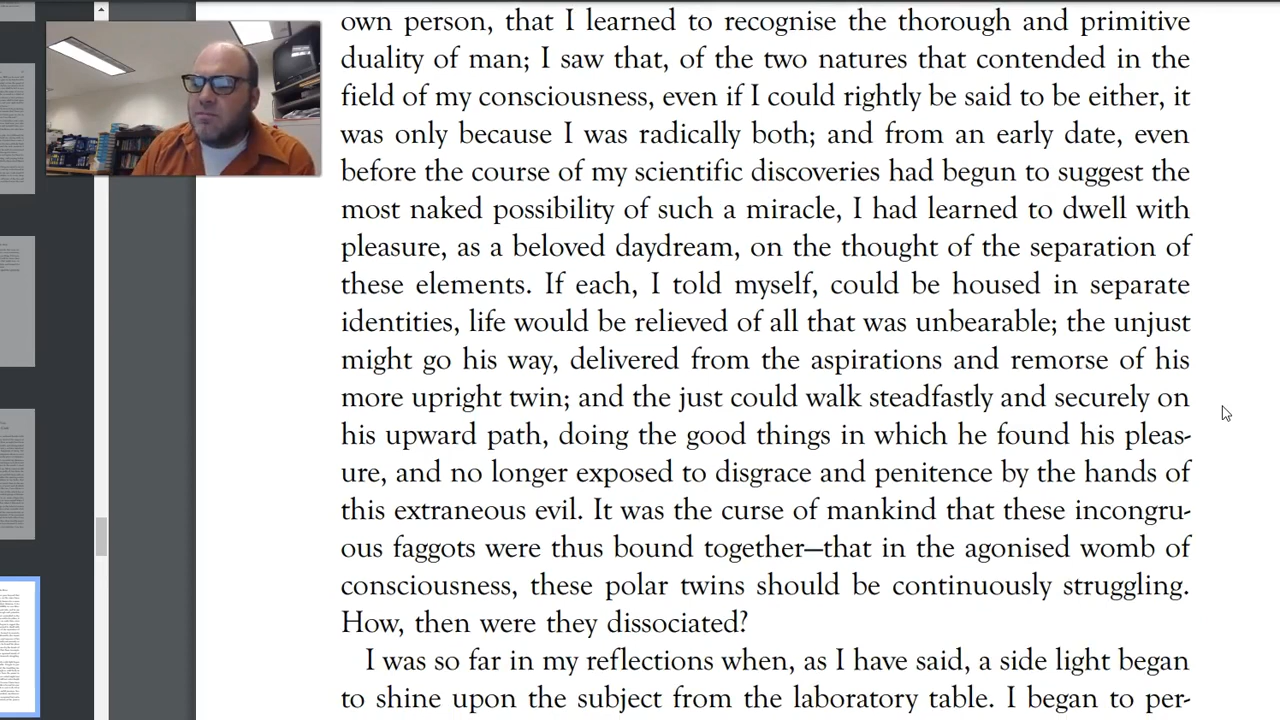 own person, that I learned to recognise the thorough and primitive
duality of man; I saw that, of the two natures that contended in the
field of my consciousness, even if I could rightly be said to be either, it
was only because I was radically both; and from an early date, even
before the course of my scientific discoveries had begun to suggest the
most naked possibility of such a miracle, I had learned to dwell with
pleasure, as a beloved daydream, on the thought of the separation of
these elements. If each, I told myself, could be housed in separate
identities, life would be relieved of all that was unbearable; the unjust
might go his way, delivered from the aspirations and remorse of his
more upright twin; and the just could walk steadfastly and securely on
his upward path, doing the good things in which he found his pleas-
ure, and no longer exposed to disgrace and penitence by the hands of
this extraneous evil. It was the curse of mankind that these incongru-
ous faggots were thus bound together—that in the agonised womb of
consciousness, these polar twins should be continuously struggling.
How, then were they dissociated?
I was so far in my reflections when, as I have said, a side light began
to shine upon the subject from the laboratory table. I began to per-